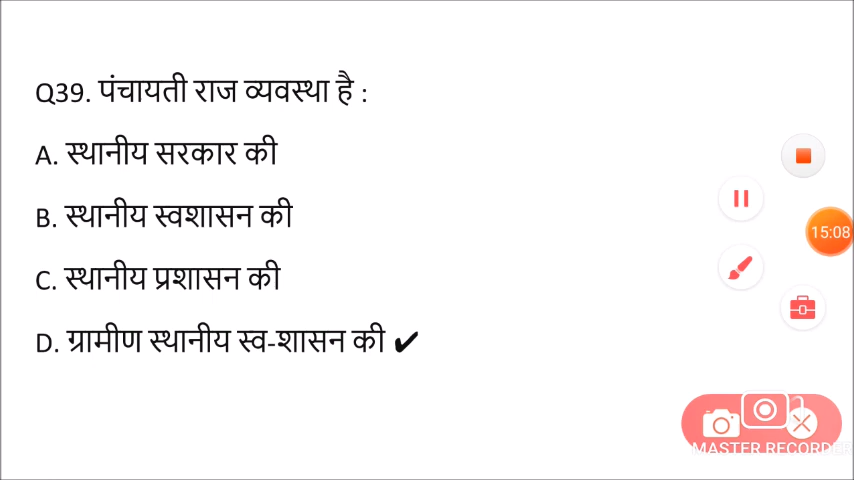 Q39. पंचायती राज व्यवस्था है :
A. स्थानीय सरकार की
B. स्थानीय स्वशासन की
15:08
C. स्थानीय प्रशासन की
D. ग्रामीण स्थानीय स्व-शासन की ✔
MASTER RECORDER